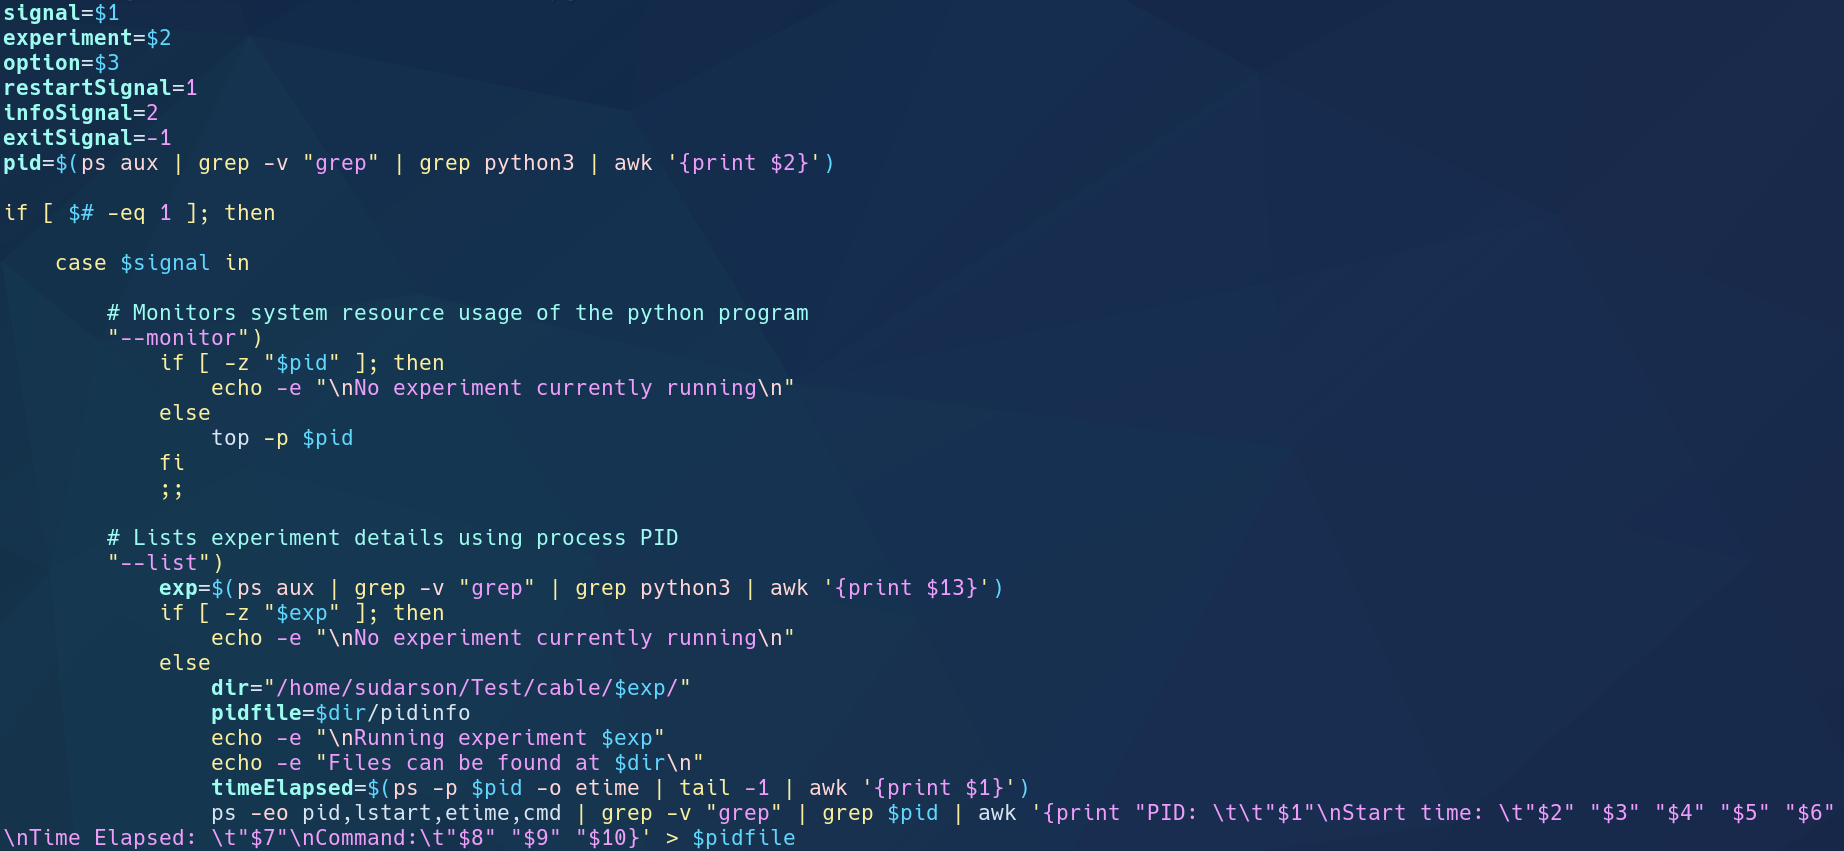 signal=$1
experiment=$2
option=$3
restartSignal=1
infoSignal=2
exitSignal=-1
pid=$(ps aux | grep -v "grep" | grep python3 | awk '{print $2}')
if [ $# -eq 1 ]; then
case $signal in
# Monitors system resource usage of the python program
"--monitor")
if [ -z "$pid" ]; then
echo -e "\nNo experiment currently running\n"
else
top -p $pid
fi
;;
# Lists experiment details using process PID
"--list")
exp=$(ps aux | grep -v "grep" | grep python3 | awk '{print $13}')
if [ -z "$exp" ]; then
echo -e "\nNo experiment currently running\n"
else
dir="/home/sudarson/Test/cable/$exp/"
pidfile=$dir/pidinfo
echo -e "\nRunning experiment $exp"
echo -e "Files can be found at $dir\n"
timeElapsed=$(ps -p $pid -o etime | tail -1 | awk '{print $1}')
ps -eo pid,lstart,etime,cmd | grep -v "grep" | grep $pid | awk '{print "PID: \t\t"$1"\nStart time: \t"$2" "$3" "$4" "$5" "$6"
\nTime Elapsed: \t"$7"\nCommand:\t"$8" "$9" "$10}' > $pidfile